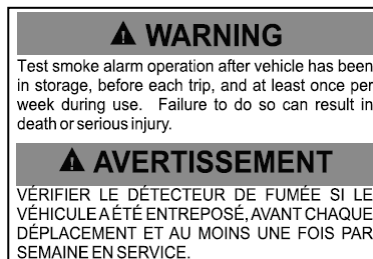 ⚠ WARNING
Test smoke alarm operation after vehicle has been
in storage, before each trip, and at least once per
week during use. Failure to do so can result in
death or serious injury.
⚠ AVERTISSEMENT
VÉRIFIER LE DÉTECTEUR DE FUMÉE SI LE
VÉHICULE A ÉTÉ ENTREPOSÉ, AVANT CHAQUE
DÉPLACEMENT ET AU MOINS UNE FOIS PAR
SEMAINE EN SERVICE.